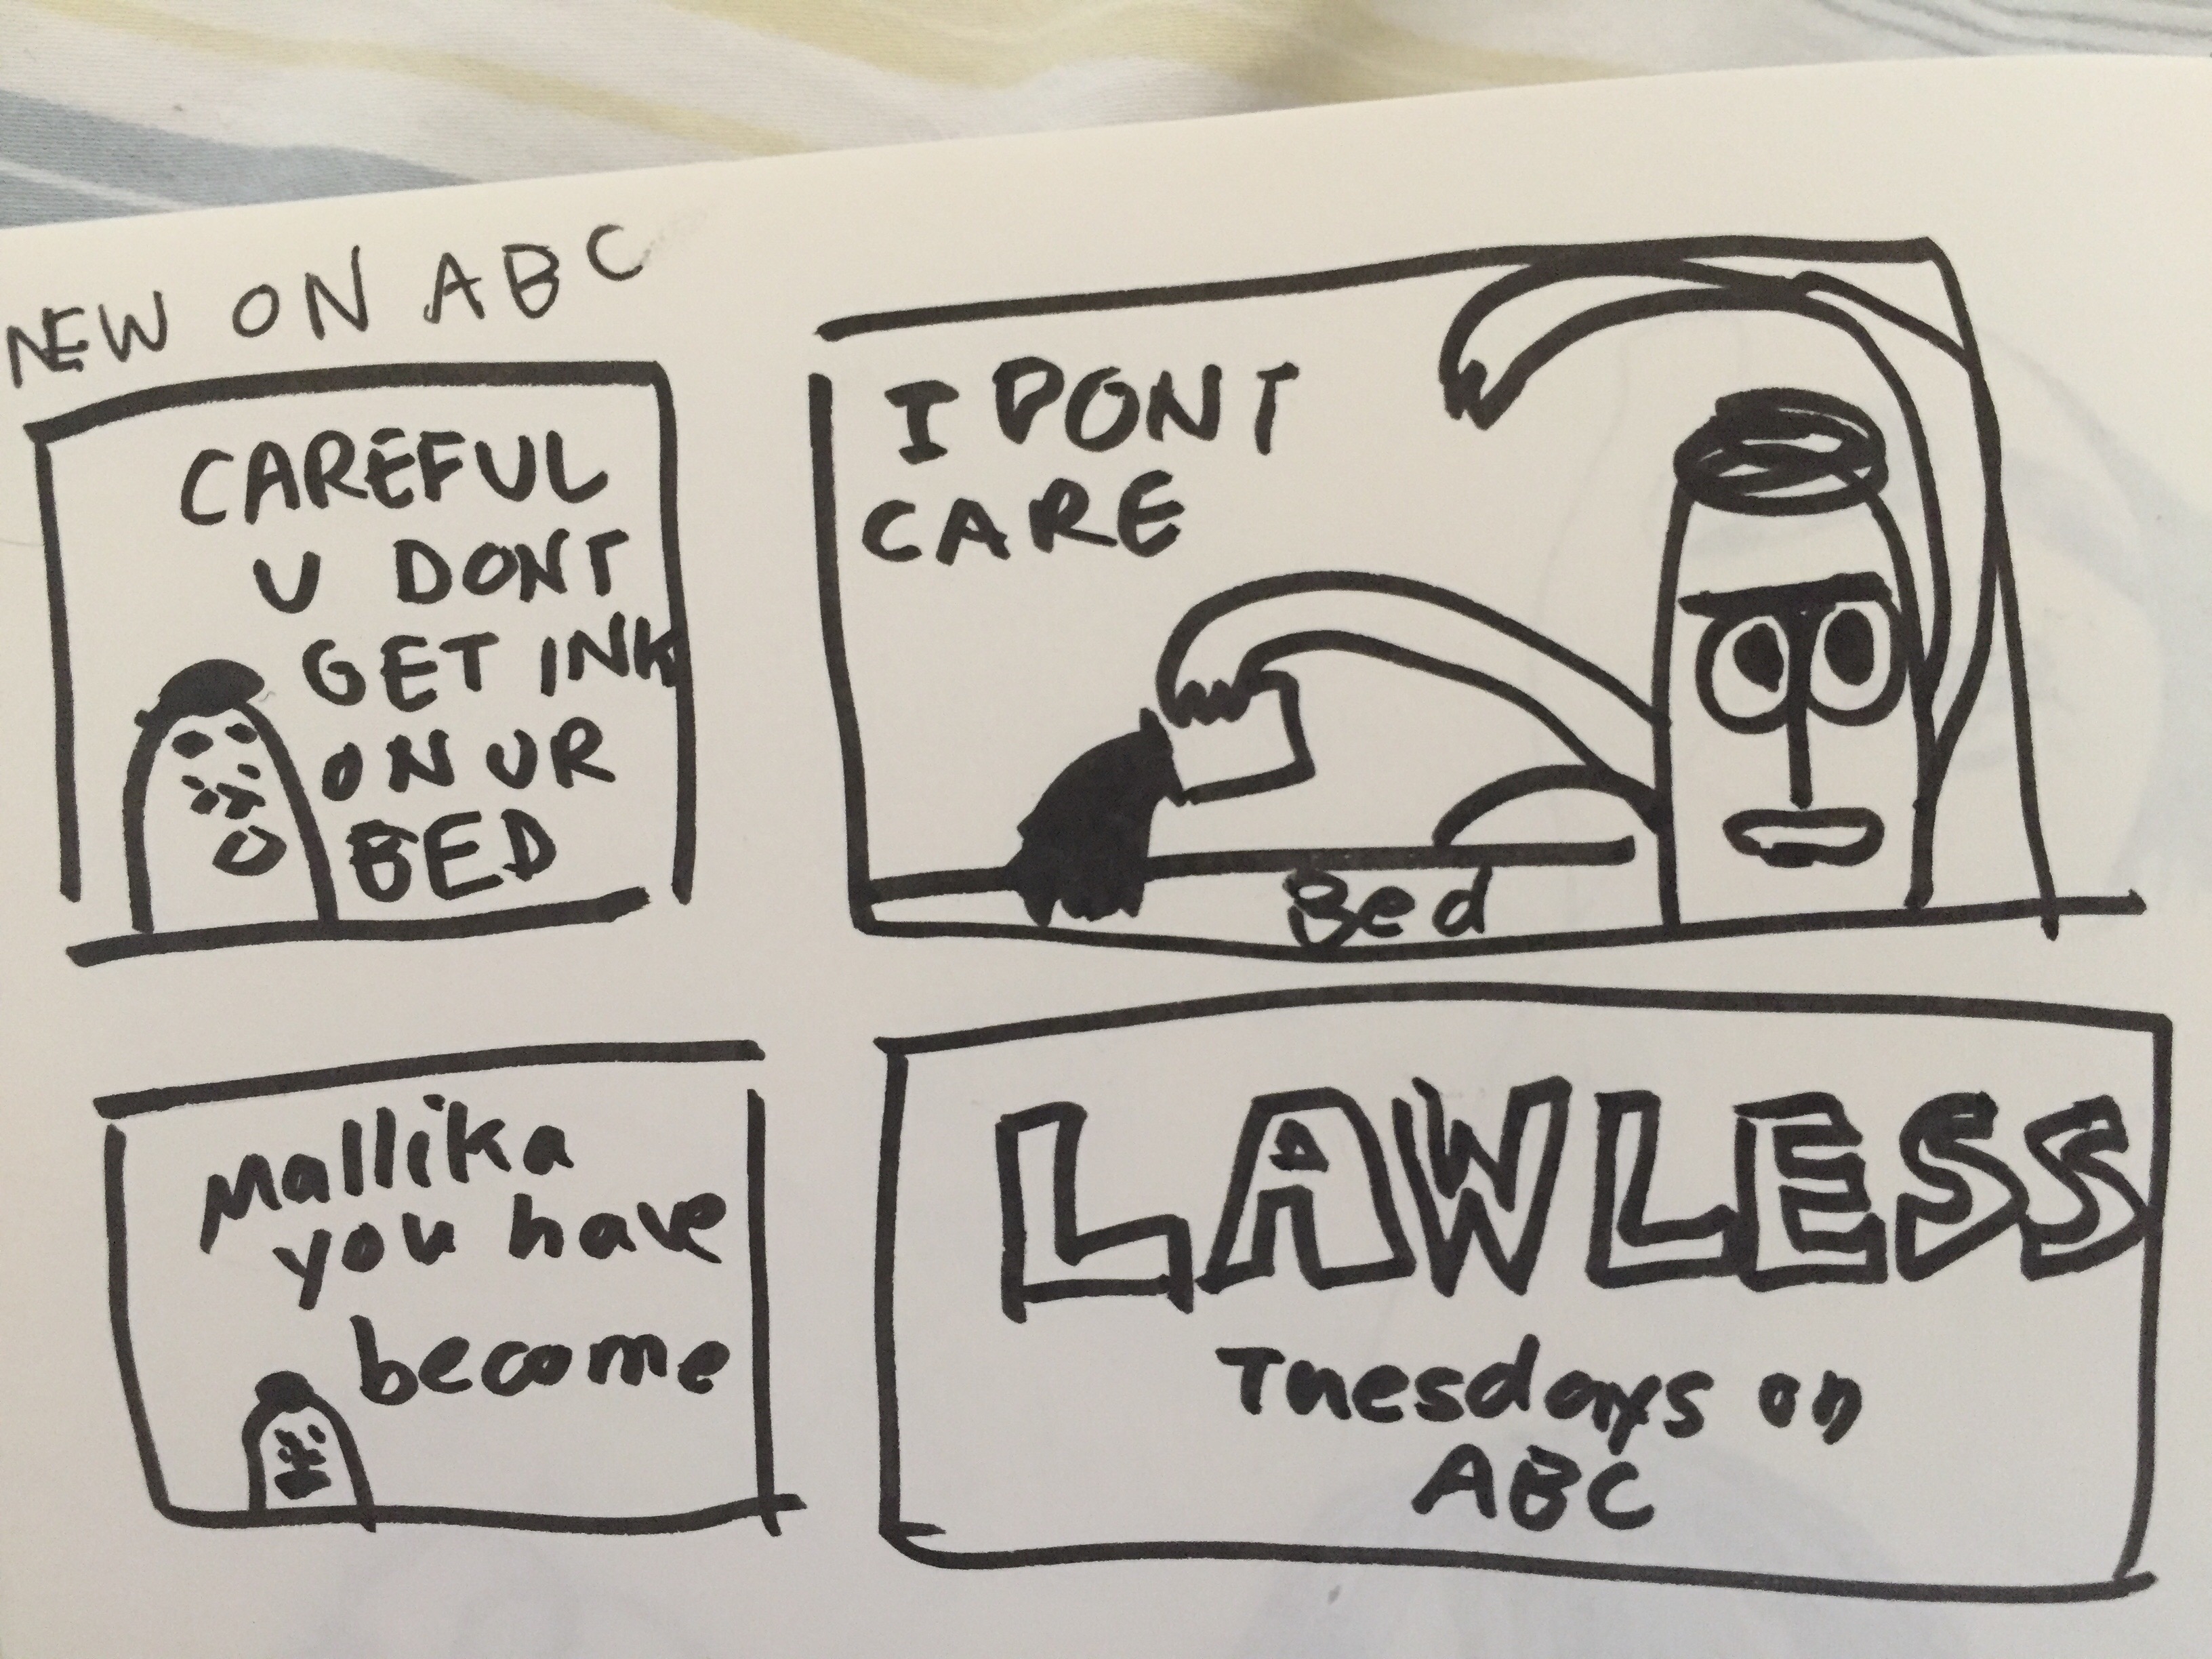 NEW ON ABC
CAREFUL
U DONT
GET INK
ON UR
BED
I DONT
CARE
Bed
Mallika
you have
become
LAWLESS
Tuesdays on
ABC